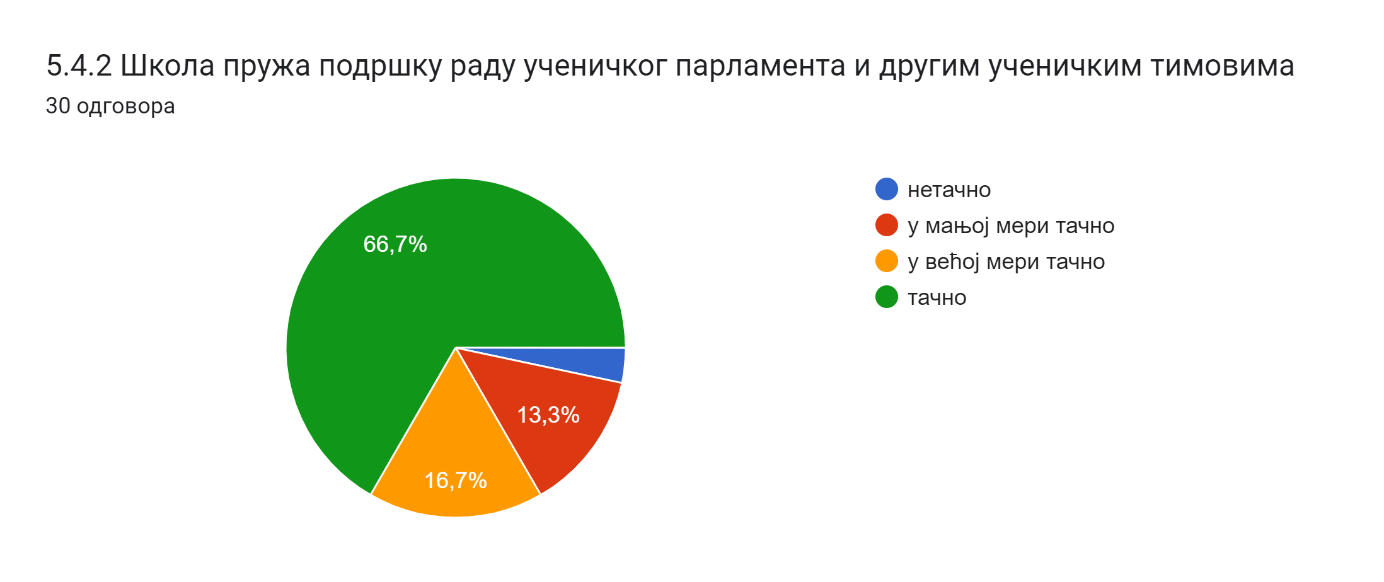 5.4.2 Школа пружа подршку раду ученичког парламента и другим ученичким тимовима
30 одговора
66,7%
13,3%
16,7%
нетачно
у мањој мери тачно
у већој мери тачно
тачно